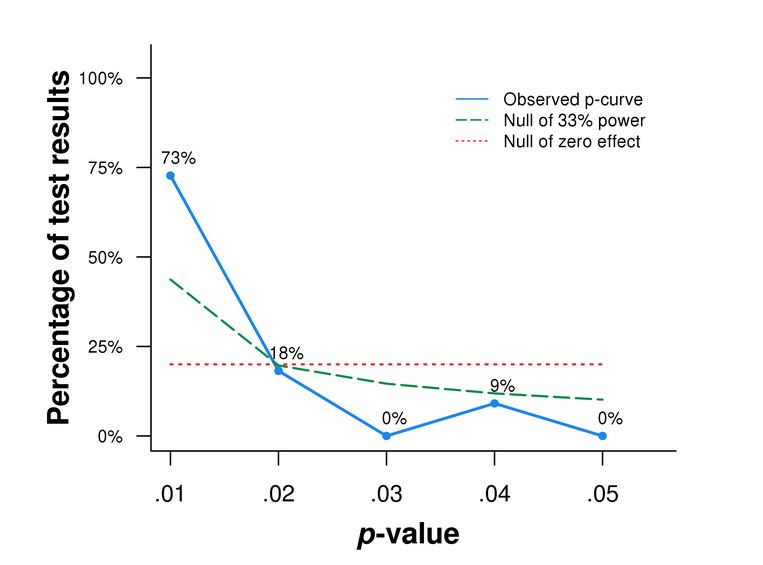 Percentage of test results
100%
75%
50%
25%
0%
Observed p-curve
Null of 33% power
Null of zero effect
73%
18%
0%
9%
0%
.01 .02 .03 .04 .05
p-value